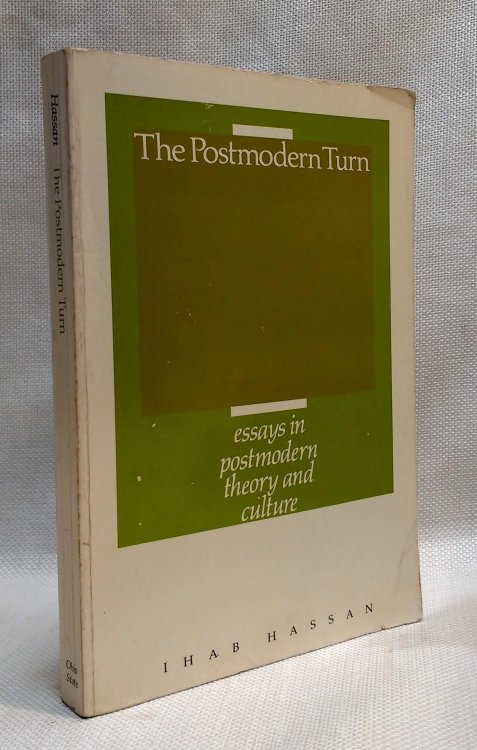 Hassan The Postmodern Turn
Ohio
State
The Postmodern Turn
essays in
postmodern
theory and
culture
IHAB HASSAN